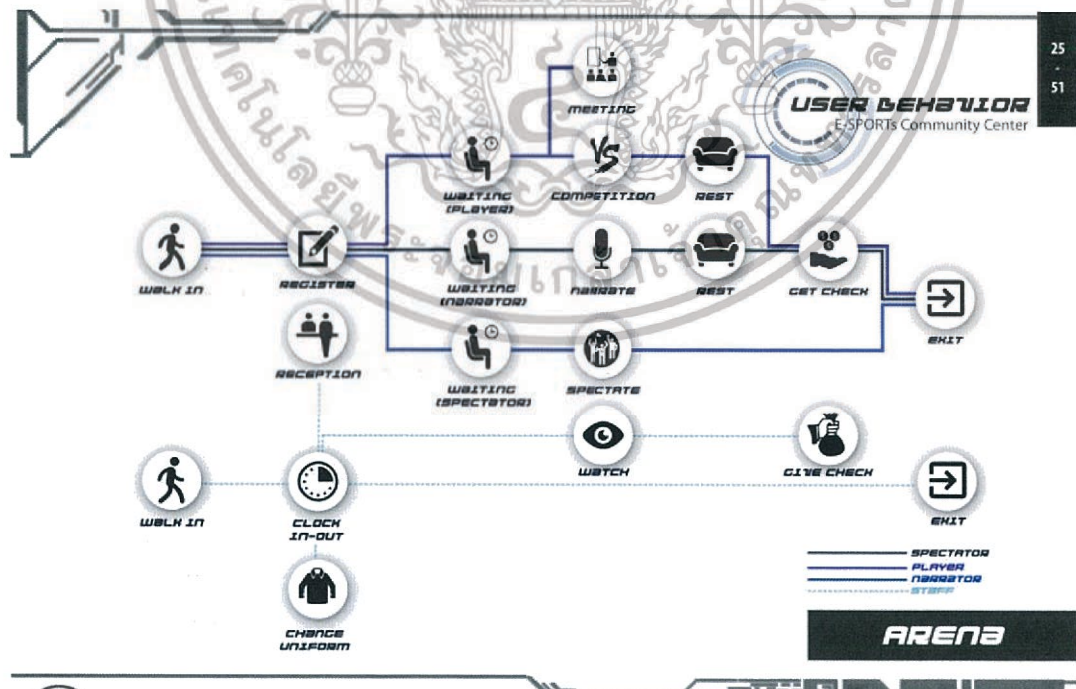 25
-
51
USER BEHAVIOR
E-SPORTs Community Center
MEETING
VS
WAITING
(PLAYER)
COMPETITION
REST
WALK IN
REGISTER
WAITING
(NARRATOR)
NARRATE
REST
GET CHECK
EXIT
RECEPTION
WAITING
(SPECTATOR)
SPECTATE
WATCH
GIVE CHECK
WALK IN
CLOCK
IN-OUT
EXIT
CHANGE
UNIFORM
SPECTATOR
PLAYER
NARRATOR
STAFF
ARENA